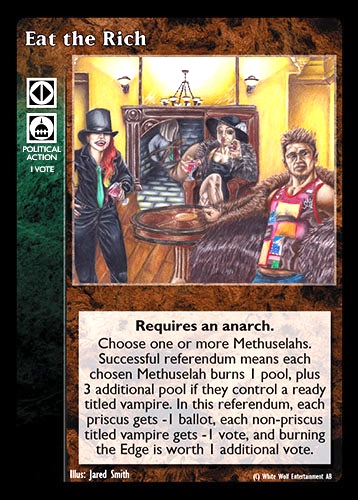 Eat the Rich
POLITICAL
ACTION
1 VOTE
Requires an anarch.
Choose one or more Methuselahs.
Successful referendum means each
chosen Methuselah burns 1 pool, plus
3 additional pool if they control a ready
titled vampire. In this referendum, each
priscus gets -1 ballot, each non-priscus
titled vampire gets -1 vote, and burning
the Edge is worth 1 additional vote.
Illus: Jared Smith
(C) White Wolf Entertainment AB